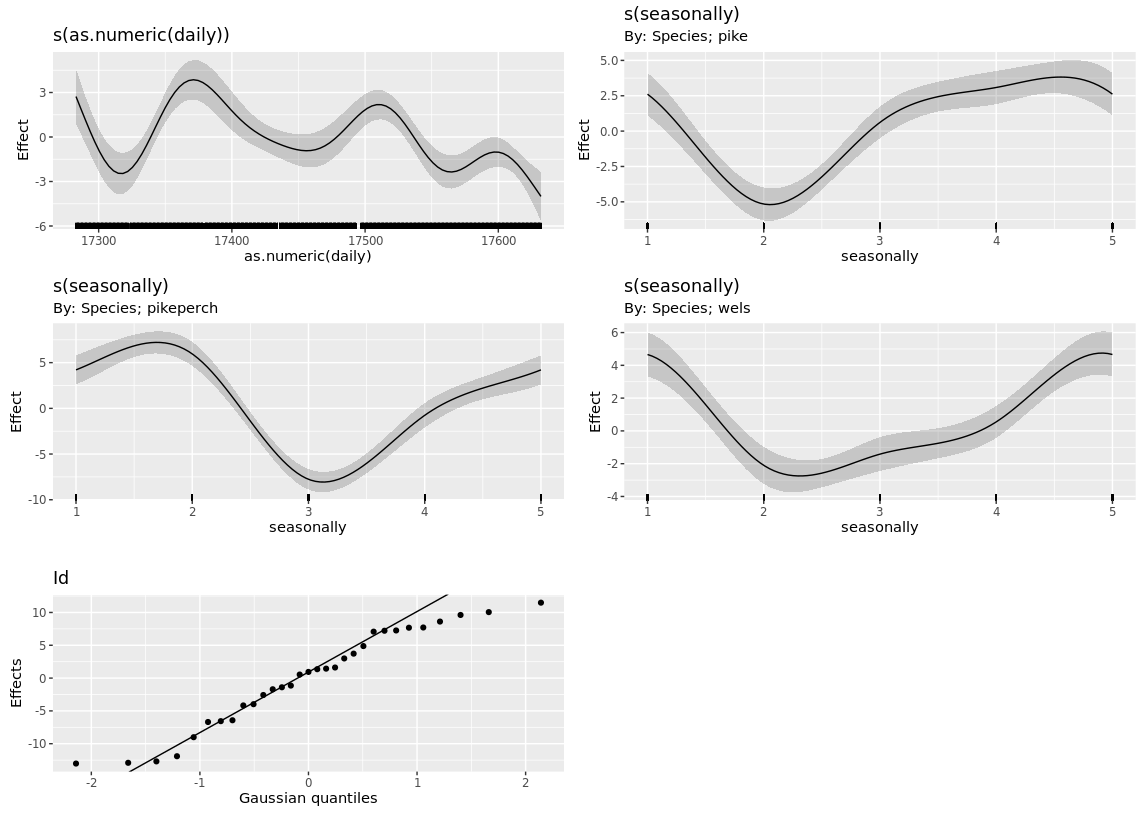 s(as.numeric(daily))
Effect
3
0
-3
-6
17300 17400 17500 17600
as.numeric(daily)
s(seasonally)
By: Species; pike
Effect
5.0
2.5
0.0
-2.5
-5.0
1 2 3 4 5
seasonally
s(seasonally)
By: Species; pikeperch
Effect
5
0
-5
-10
1 2 3 4 5
seasonally
s(seasonally)
By: Species; wels
Effect
6
4
2
0
-2
-4
1 2 3 4 5
seasonally
Id
Effects
10
5
0
-5
-10
-2 -1 0 1 2
Gaussian quantiles